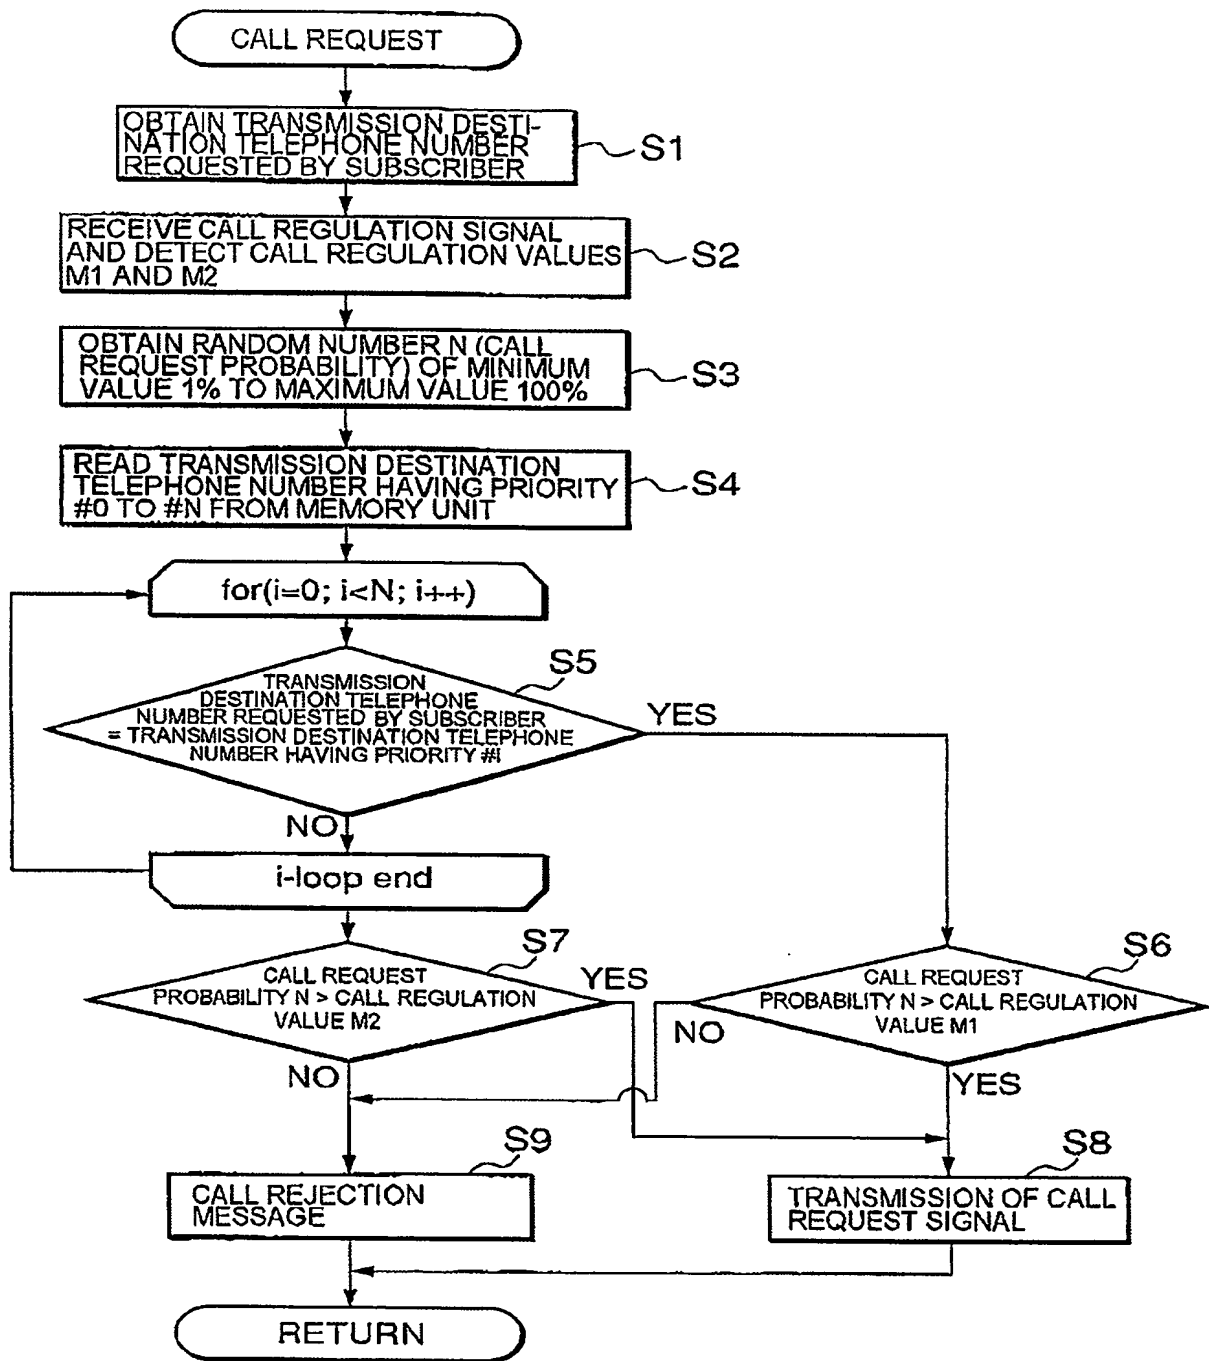 CALL REQUEST
OBTAIN TRANSMISSION DESTI-
NATION TELEPHONE NUMBER
REQUESTED BY SUBSCRIBER
S1
RECEIVE CALL REGULATION SIGNAL
AND DETECT CALL REGULATION VALUES
M1 AND M2
S2
OBTAIN RANDOM NUMBER N (CALL
REQUEST PROBABILITY) OF MINIMUM
VALUE 1% TO MAXIMUM VALUE 100%
S3
READ TRANSMISSION DESTINATION
TELEPHONE NUMBER HAVING PRIORITY
#0 TO #N FROM MEMORY UNIT
S4
for(i=0; i<N; i++)
S5
TRANSMISSION
DESTINATION TELEPHONE
NUMBER REQUESTED BY SUBSCRIBER
= TRANSMISSION DESTINATION TELEPHONE
NUMBER HAVING PRIORITY #i
YES
NO
i-loop end
S7
CALL REQUEST
PROBABILITY N > CALL REGULATION
VALUE M2
YES
NO
S6
CALL REQUEST
PROBABILITY N > CALL REGULATION
VALUE M1
NO
YES
S9
CALL REJECTION
MESSAGE
S8
TRANSMISSION OF CALL
REQUEST SIGNAL
RETURN